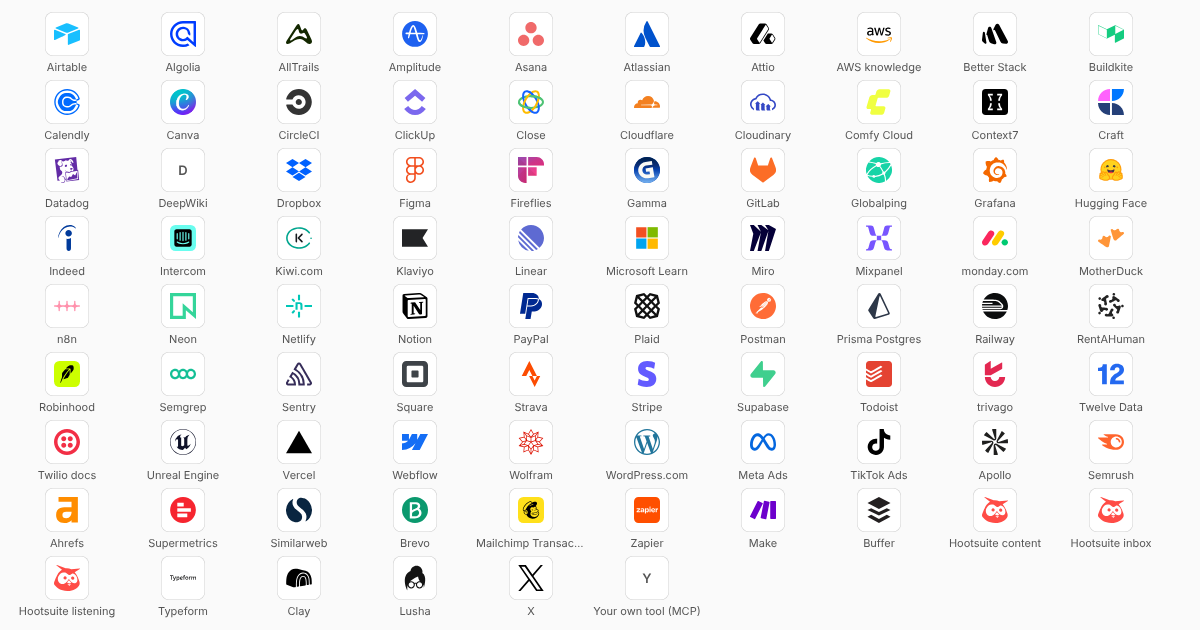 aws
Airtable
Algolia
AllTrails
Amplitude
Asana
Atlassian
Attio
AWS knowledge
Better Stack
Buildkite
Calendly
Canva
CircleCI
ClickUp
Close
Cloudflare
Cloudinary
Comfy Cloud
Context7
Craft
D
Datadog
DeepWiki
Dropbox
Figma
Fireflies
Gamma
GitLab
Globalping
Grafana
Hugging Face
Indeed
Intercom
Kiwi.com
Klaviyo
Linear
Microsoft Learn
Miro
Mixpanel
monday.com
MotherDuck
n8n
Neon
Netlify
Notion
PayPal
Plaid
Postman
Prisma Postgres
Railway
RentAHuman
12
Robinhood
Semgrep
Sentry
Square
Strava
Stripe
Supabase
Todoist
trivago
Twelve Data
Twilio docs
Unreal Engine
Vercel
Webflow
Wolfram
WordPress.com
Meta Ads
TikTok Ads
Apollo
Semrush
zapier
Ahrefs
Supermetrics
Similarweb
Brevo
Mailchimp Transac...
Zapier
Make
Buffer
Hootsuite content
Hootsuite inbox
Typeform
Y
Hootsuite listening
Typeform
Clay
Lusha
X
Your own tool (MCP)